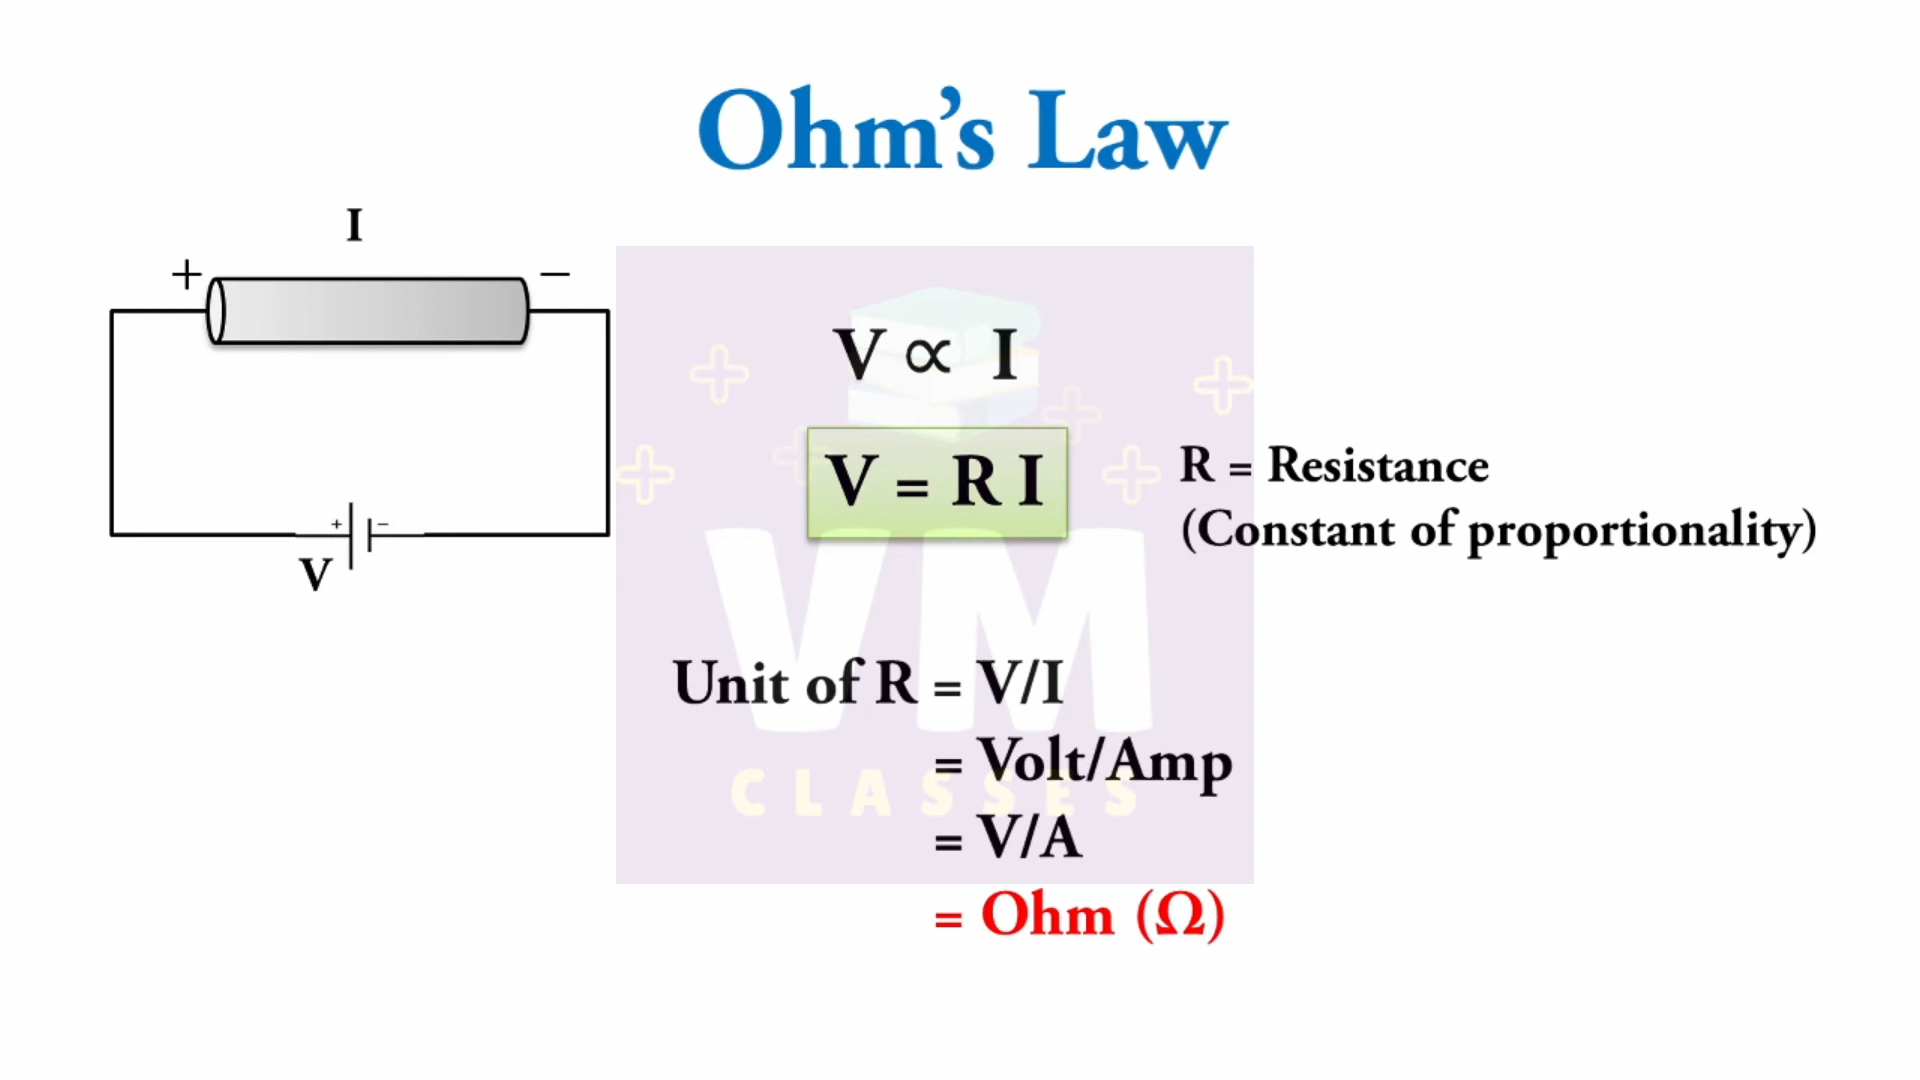 Ohm’s Law
I
+ −
+ −
V
V ∝ I
V = R I
R = Resistance
(Constant of proportionality)
VM
CLASSES
Unit of R = V/I
= Volt/Amp
= V/A
= Ohm (Ω)